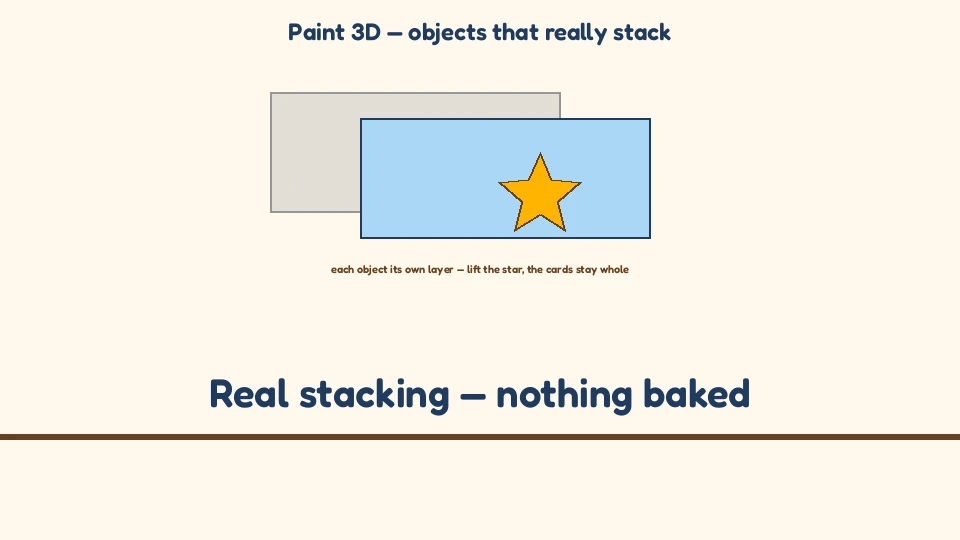 Paint 3D — objects that really stack
each object its own layer — lift the star, the cards stay whole
Real stacking — nothing baked